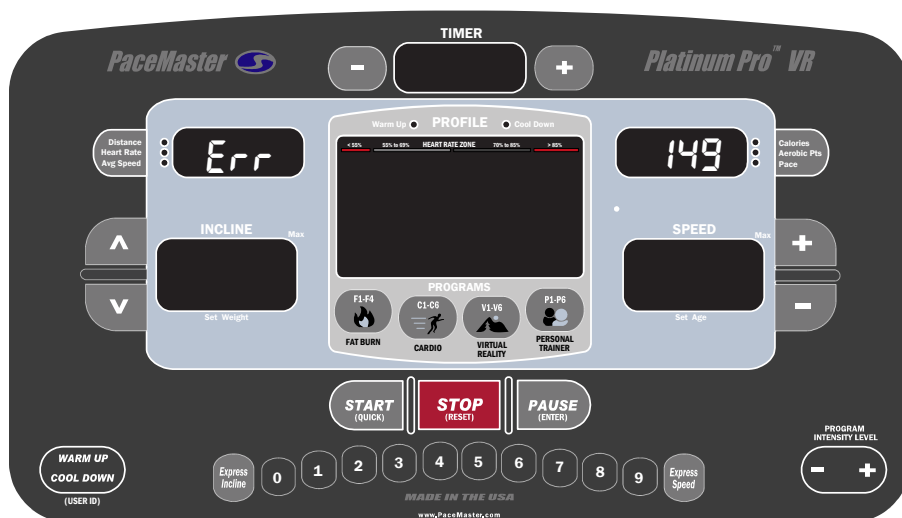 TIMER
PaceMaster
Platinum Pro™ VR
-
+
Warm Up
PROFILE
Cool Down
Distance
Heart Rate
Avg Speed
Err
< 55%
55% to 69%
HEART RATE ZONE
70% to 85%
> 85%
149
Calories
Aerobic Pts
Pace
INCLINE
Max
Set Weight
SPEED
Max
Set Age
+
-
PROGRAMS
F1-F4
FAT BURN
C1-C6
CARDIO
V1-V6
VIRTUAL
REALITY
P1-P6
PERSONAL
TRAINER
START
(QUICK)
STOP
(RESET)
PAUSE
(ENTER)
WARM UP
COOL DOWN
(USER ID)
Express
Incline
0 1 2 3 4 5 6 7 8 9
Express
Speed
PROGRAM
INTENSITY LEVEL
- +
MADE IN THE USA
www.PaceMaster.com